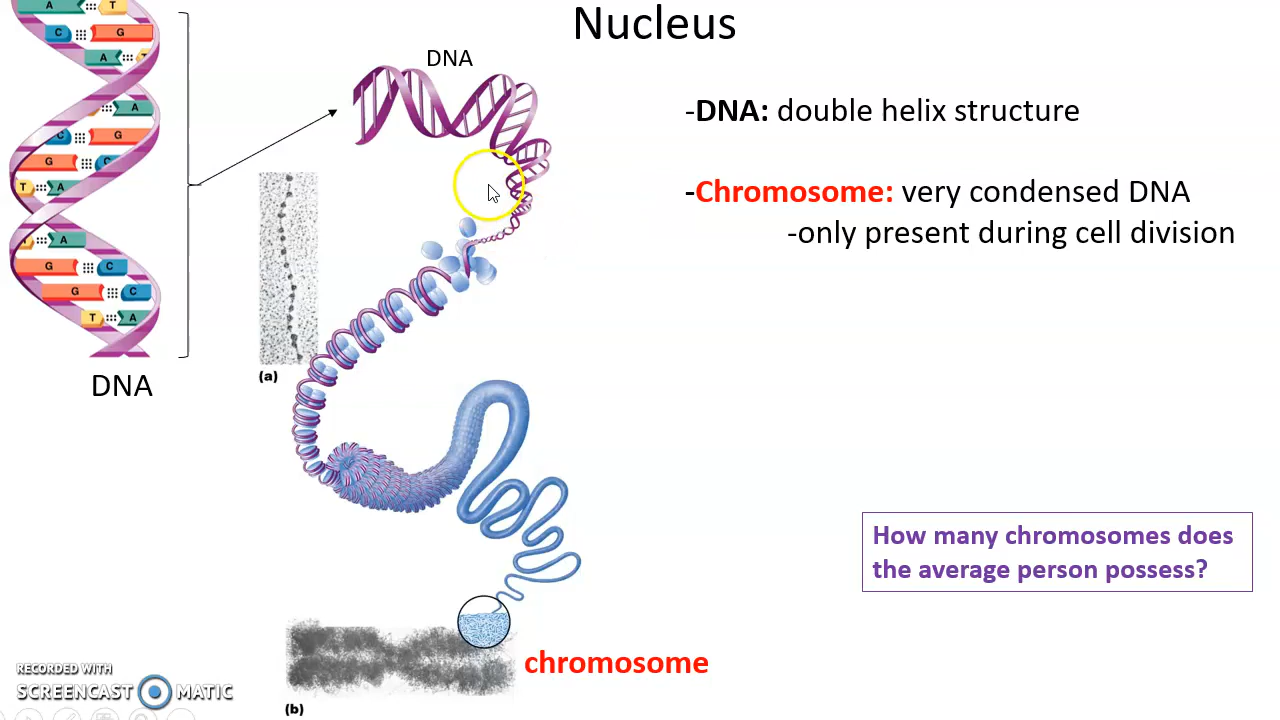 Nucleus
A T
C G
A T
A
C G
G C
T A
A
G C
G C
T A
DNA
DNA
-DNA: double helix structure
-Chromosome: very condensed DNA
-only present during cell division
(a)
How many chromosomes does
the average person possess?
chromosome
(b)
RECORDED WITH
SCREENCAST MATIC